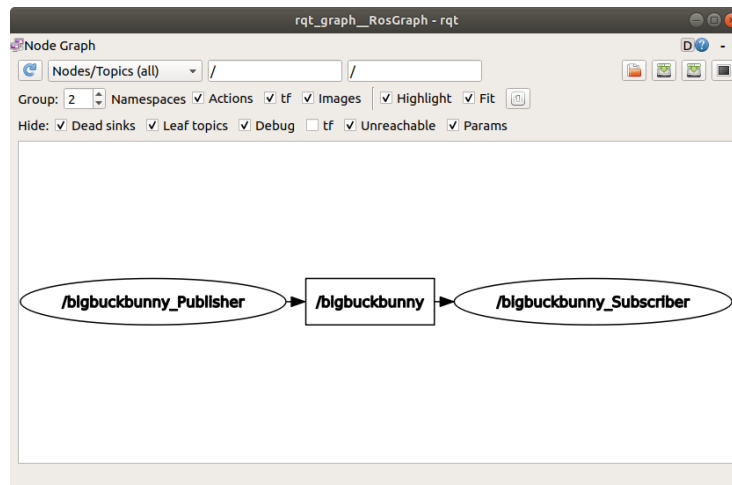 rqt_graph__RosGraph - rqt
Node Graph D ? -
Nodes/Topics (all) / /
Group: 2 Namespaces Actions tf Images Highlight Fit
Hide: Dead sinks Leaf topics Debug tf Unreachable Params
/bigbuckbunny_Publisher /bigbuckbunny /bigbuckbunny_Subscriber